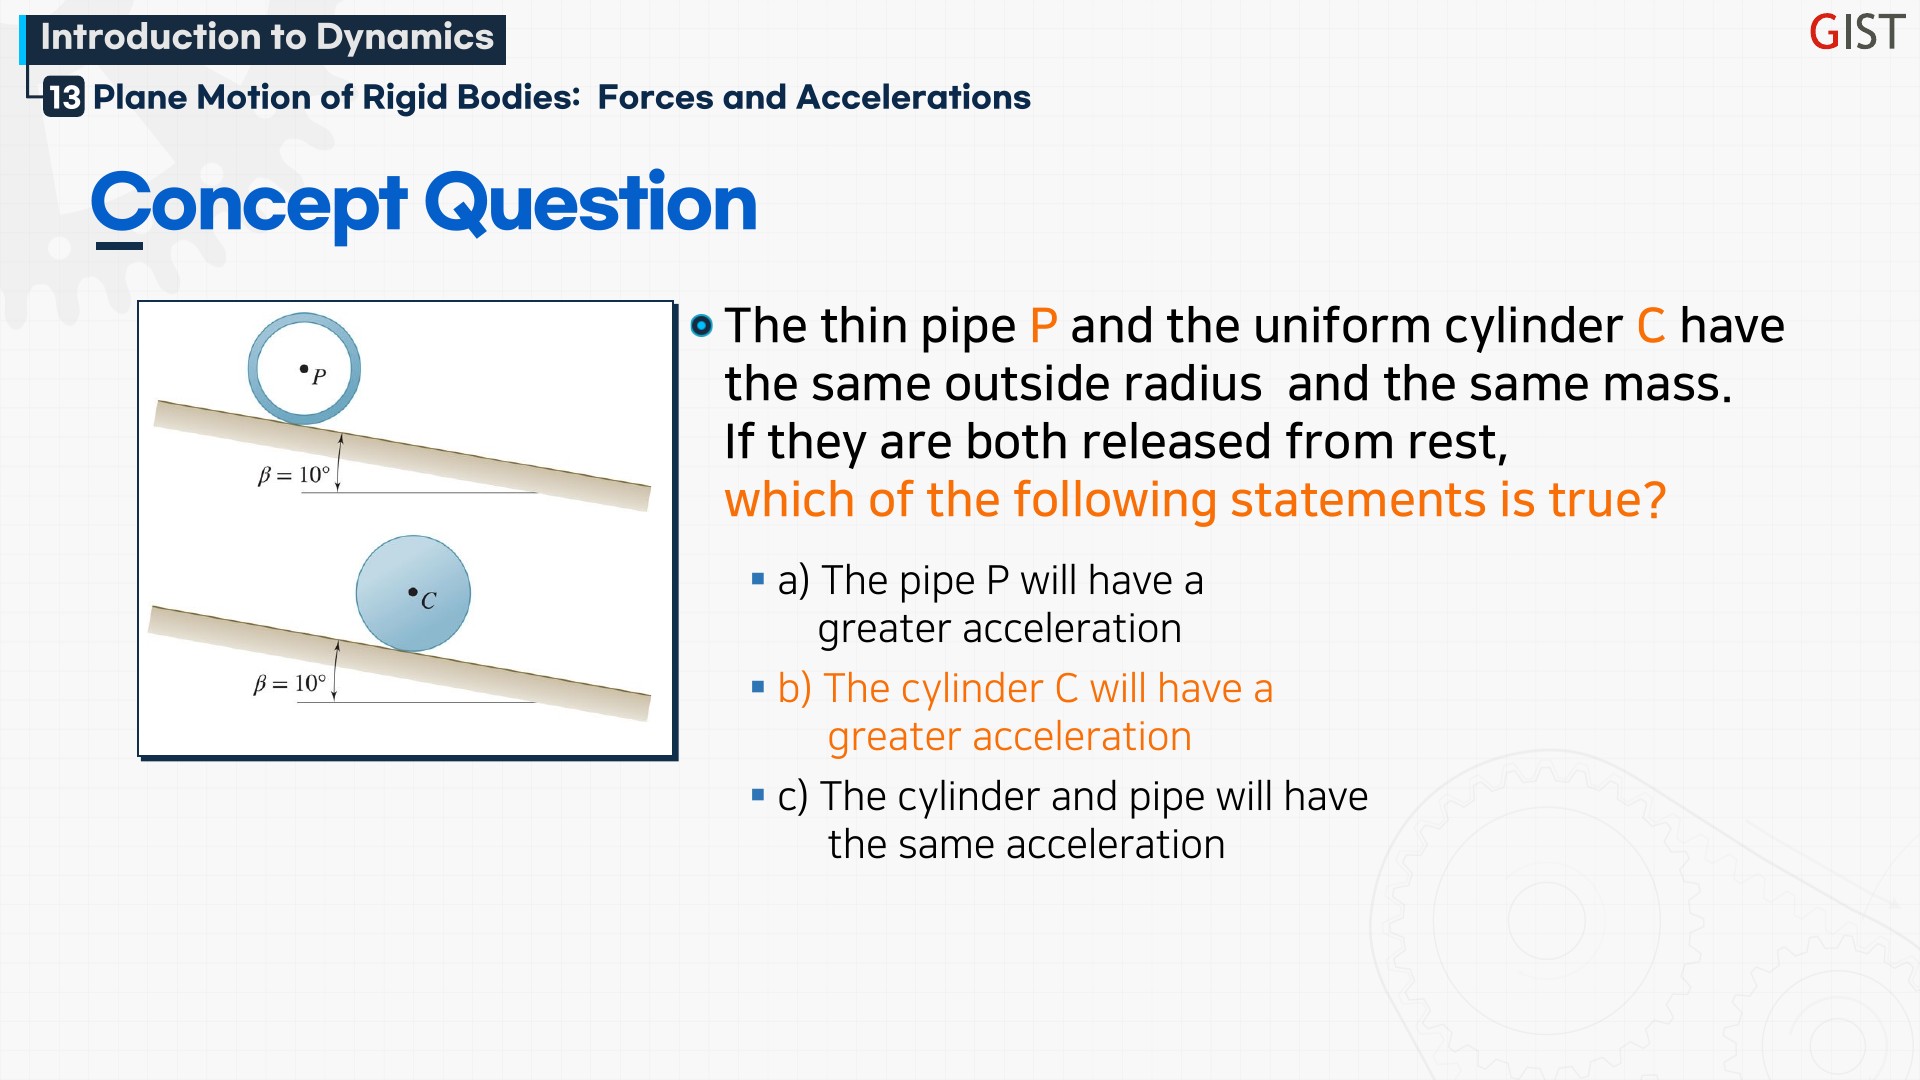 Introduction to Dynamics
GIST
13 Plane Motion of Rigid Bodies: Forces and Accelerations
Concept Question
P
β = 10°
C
β = 10°
The thin pipe P and the uniform cylinder C have
the same outside radius and the same mass.
If they are both released from rest,
which of the following statements is true?
a) The pipe P will have a
greater acceleration
b) The cylinder C will have a
greater acceleration
c) The cylinder and pipe will have
the same acceleration